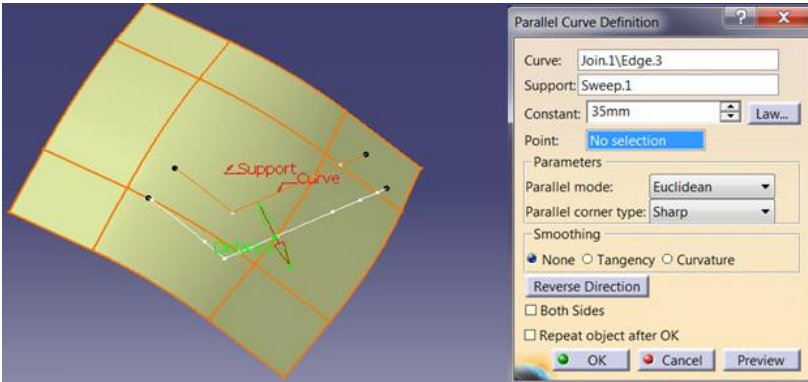 Parallel Curve Definition
?
X
Curve: Join.1\Edge.3
Support: Sweep.1
Constant: 35mm
Law...
Point: No selection
Parameters
Parallel mode: Euclidean
Parallel corner type: Sharp
Smoothing
None Tangency Curvature
Reverse Direction
Both Sides
Repeat object after OK
OK Cancel Preview
Support
Curve